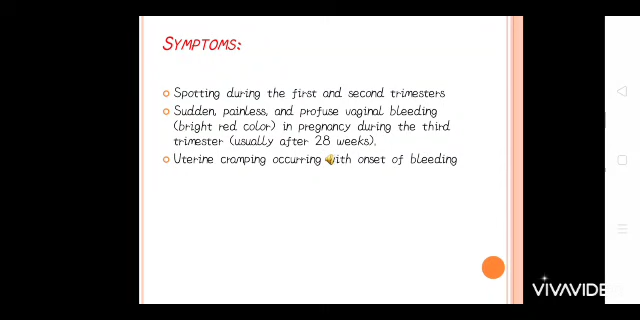 SYMPTOMS:
Spotting during the first and second trimesters
Sudden, painless, and profuse vaginal bleeding
(bright red color) in pregnancy during the third
trimester (usually after 28 weeks).
Uterine cramping occurring with onset of bleeding
VIVAVIDEO